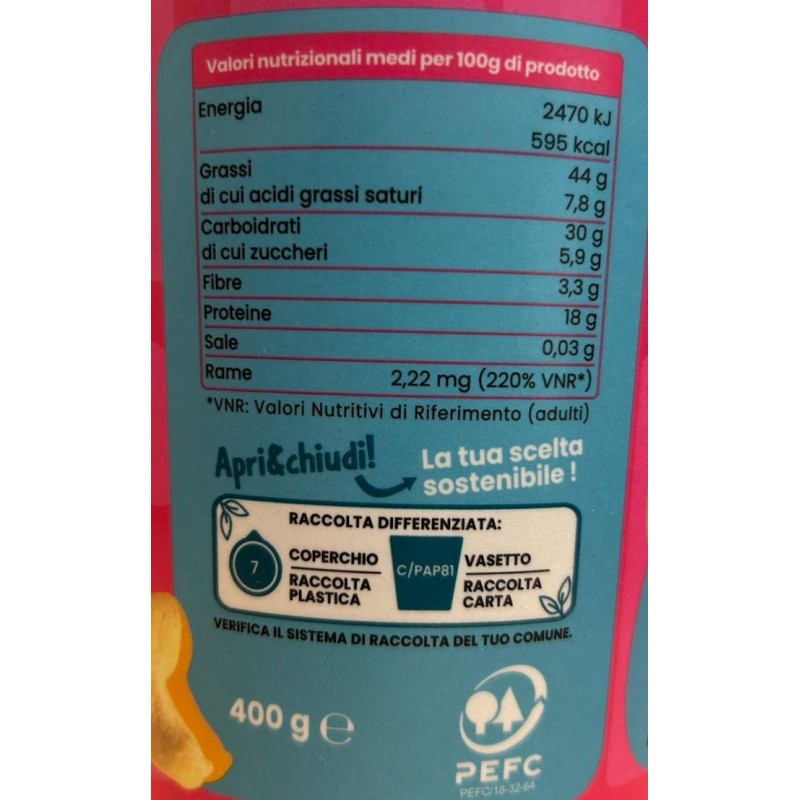 Valori nutrizionali medi per 100g di prodotto
Energia 2470 kJ
595 kcal
Grassi 44 g
di cui acidi grassi saturi 7,8 g
Carboidrati 30 g
di cui zuccheri 5,9 g
Fibre 3,3 g
Proteine 18 g
Sale 0,03 g
Rame 2,22 mg (220% VNR*)
*VNR: Valori Nutritivi di Riferimento (adulti)
Apri&chiudi!
La tua scelta
sostenibile !
RACCOLTA DIFFERENZIATA:
7
COPERCHIO
RACCOLTA
PLASTICA
C/PAP81
VASETTO
RACCOLTA
CARTA
VERIFICA IL SISTEMA DI RACCOLTA DEL TUO COMUNE.
400 g ℮
PEFC
PEFC/18-32-64